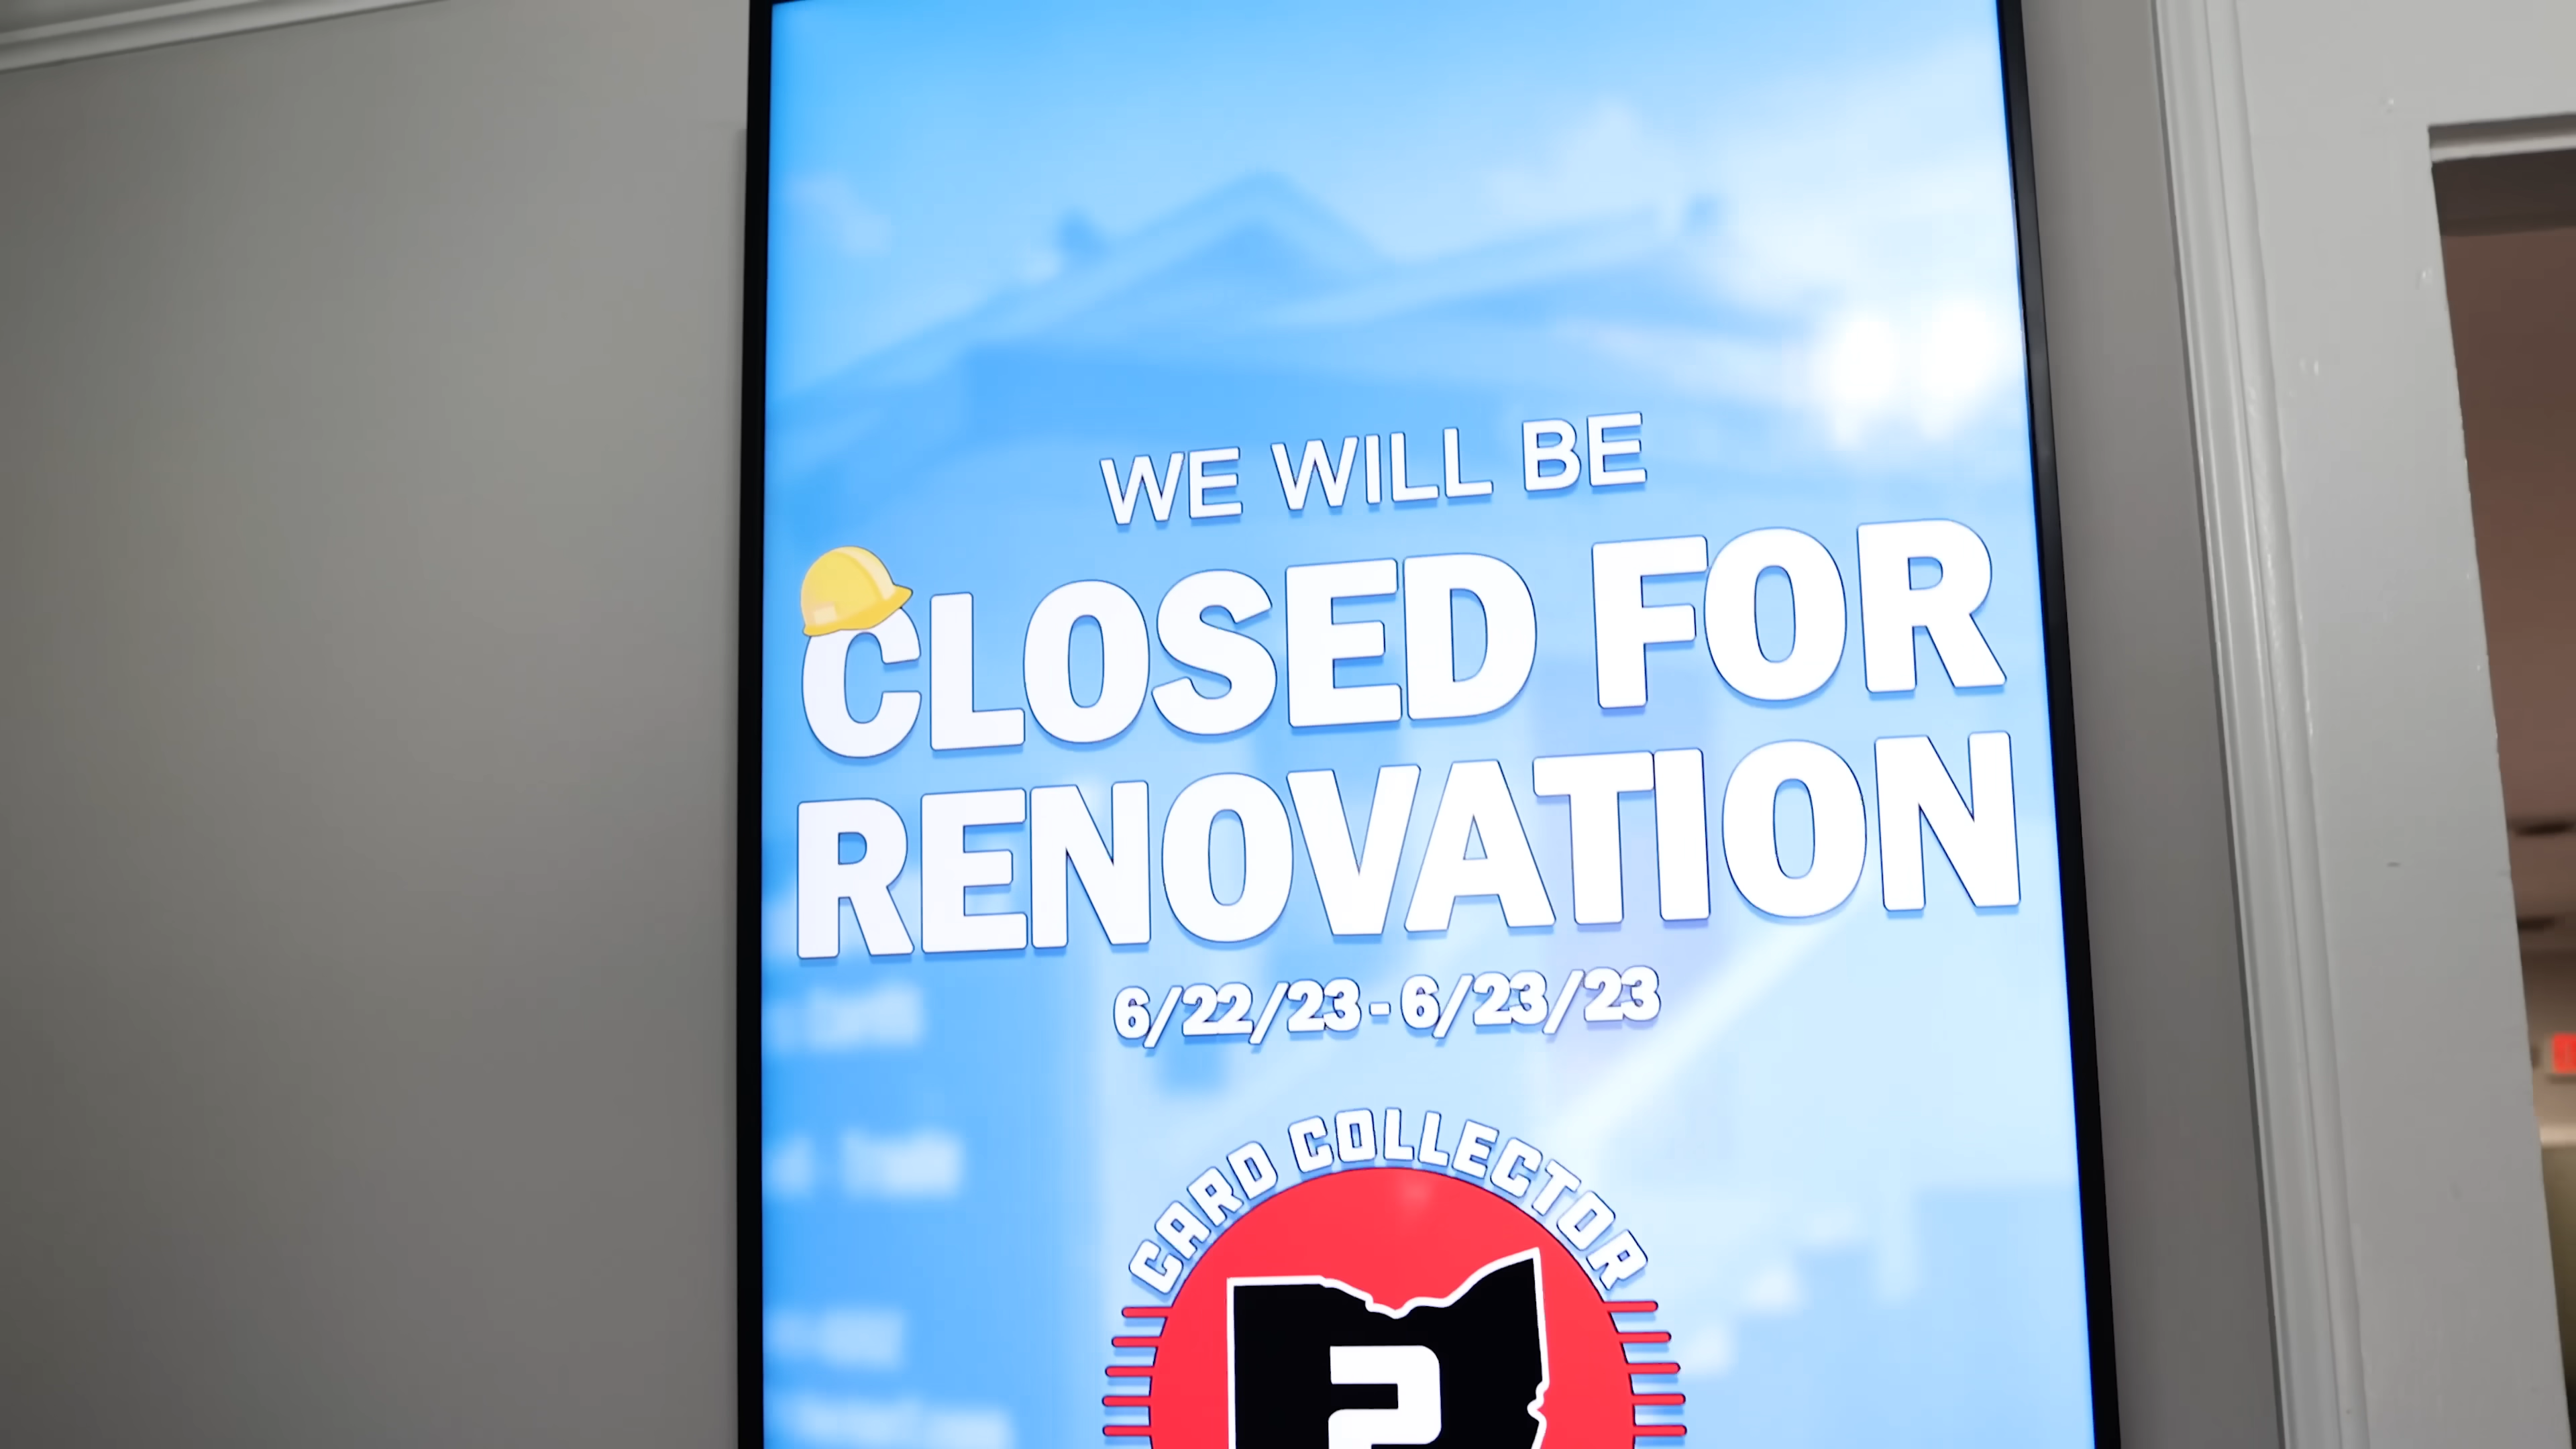 WE WILL BE
CLOSED FOR
RENOVATION
6/22/23 - 6/23/23
CARD COLLECTOR
2